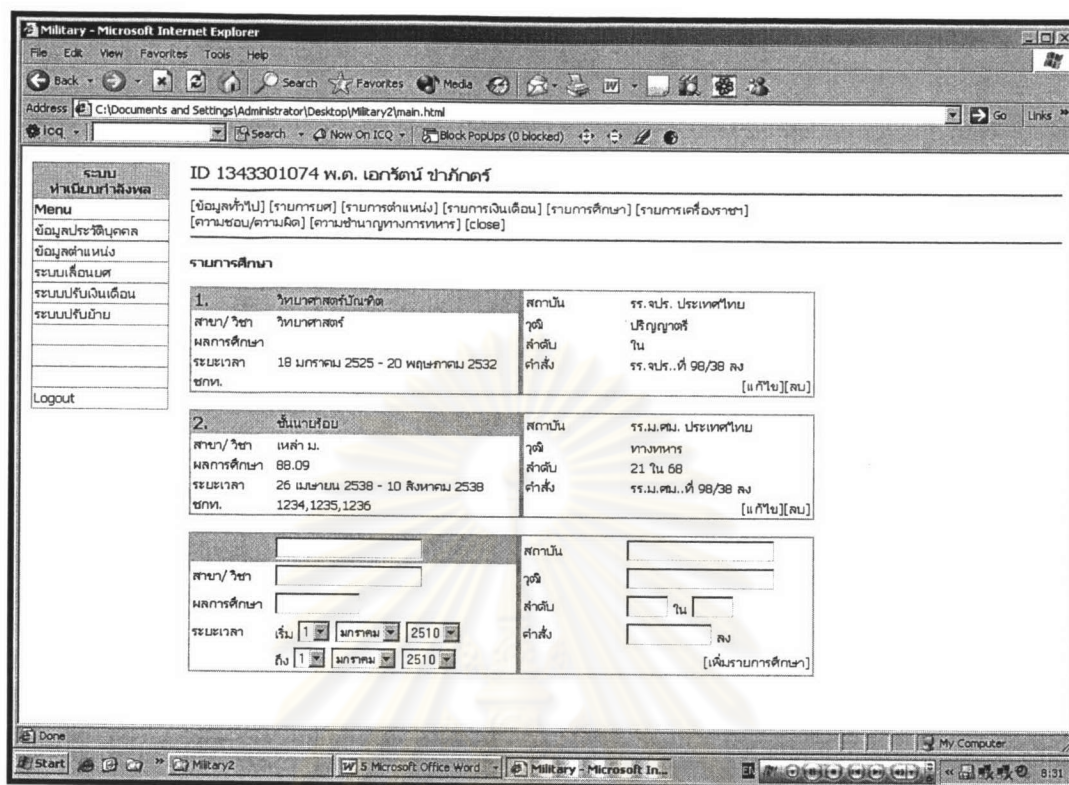 Military - Microsoft Internet Explorer
File Edit View Favorites Tools Help
Back Search Favorites Media
Address C:\Documents and Settings\Administrator\Desktop\Military2\main.html Go Links »
icq Search Now On ICQ Block PopUps (0 blocked)
ระบบ
ทำเนียบกำลังพล
Menu
ข้อมูลประวัติบุคคล
ข้อมูลตำแหน่ง
ระบบเลื่อนยศ
ระบบปรับเงินเดือน
ระบบปรับย้าย
Logout
ID 1343301074 พ.ต. เอกรัตน์ ขำภักตร์
[ข้อมูลทั่วไป] [รายการยศ] [รายการตำแหน่ง] [รายการเงินเดือน] [รายการศึกษา] [รายการเครื่องราชฯ]
[ความชอบ/ความผิด] [ความชำนาญทางการทหาร] [close]
รายการศึกษา
1. วิทยาศาสตร์บัณฑิต
สาขา/วิชา วิทยาศาสตร์
ผลการศึกษา
ระยะเวลา 18 มกราคม 2525 - 20 พฤษภาคม 2532
ชกท.
สถาบัน รร.จปร. ประเทศไทย
วุฒิ ปริญญาตรี
ลำดับ ใน
คำสั่ง รร.จปร..ที่ 98/38 ลง
[แก้ไข][ลบ]
2. ชั้นนายร้อย
สาขา/วิชา เหล่า ม.
ผลการศึกษา 88.09
ระยะเวลา 26 เมษายน 2538 - 10 สิงหาคม 2538
ชกท. 1234,1235,1236
สถาบัน รร.ม.ศม. ประเทศไทย
วุฒิ ทางทหาร
ลำดับ 21 ใน 68
คำสั่ง รร.ม.ศม..ที่ 98/38 ลง
[แก้ไข][ลบ]
สาขา/วิชา
ผลการศึกษา
ระยะเวลา เริ่ม 1 มกราคม 2510
ถึง 1 มกราคม 2510
สถาบัน
วุฒิ
ลำดับ ใน
คำสั่ง ลง
[เพิ่มรายการศึกษา]
Done My Computer
Start » Military2 5 Microsoft Office Word Military - Microsoft In... EN « 8:31